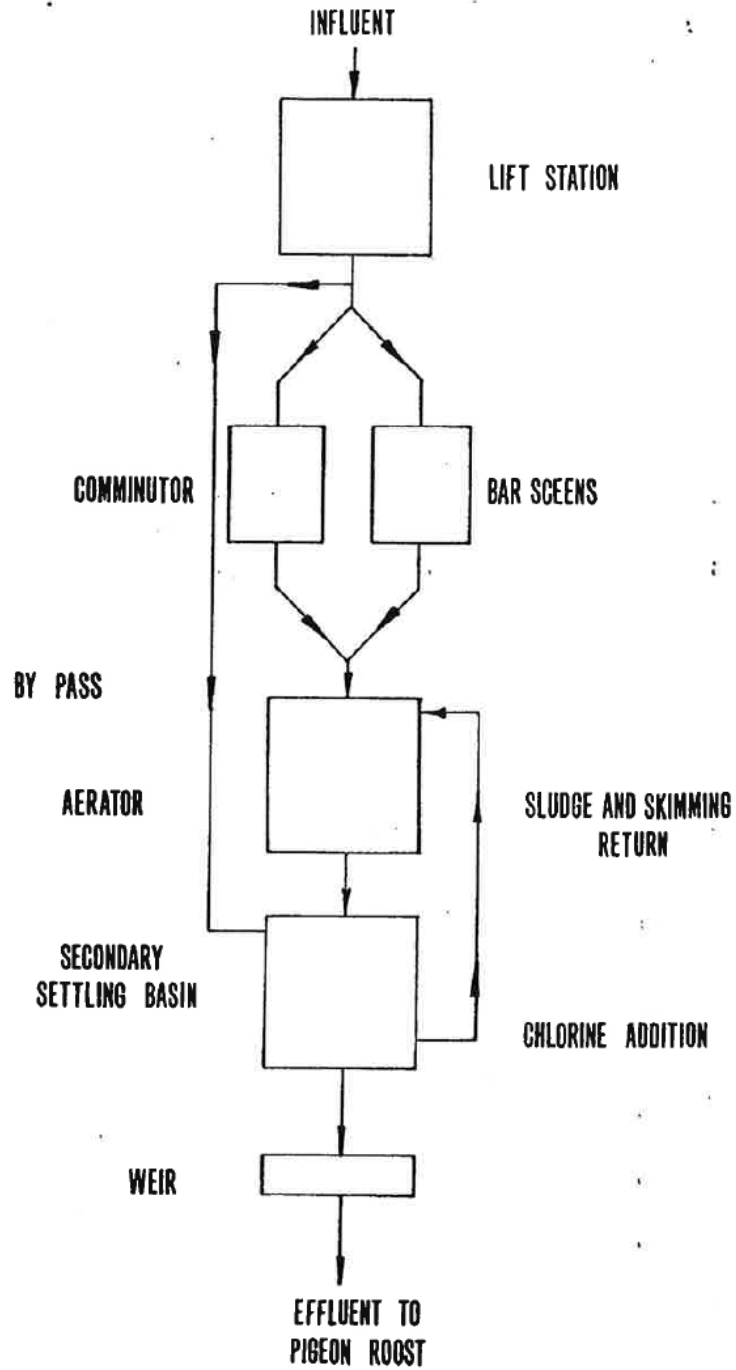 INFLUENT
LIFT STATION
COMMINUTOR
BAR SCEENS
BY PASS
AERATOR
SLUDGE AND SKIMMING
RETURN
SECONDARY
SETTLING BASIN
CHLORINE ADDITION
WEIR
EFFLUENT TO
PIGEON ROOST